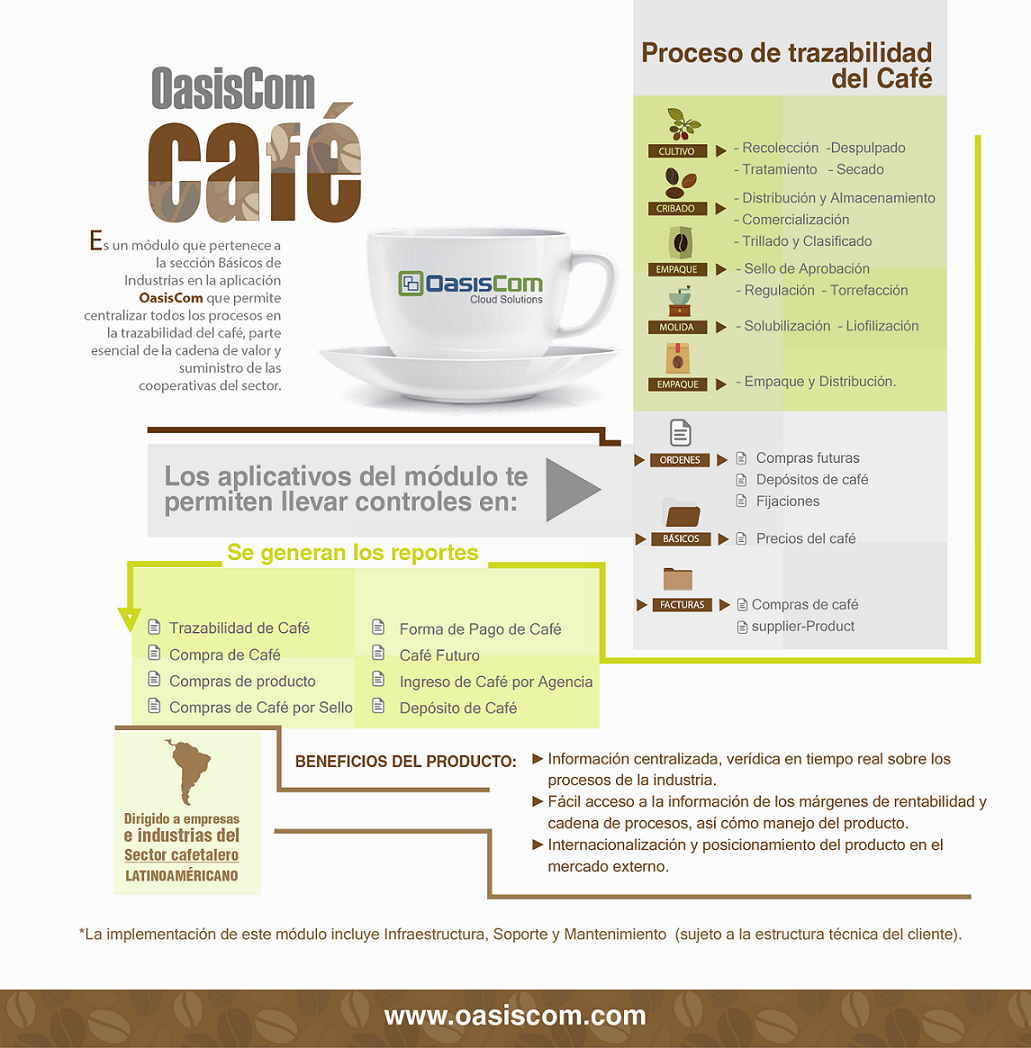 OasisCom
café
Es un módulo que pertenece a
la sección Básicos de
Industrias en la aplicación
OasisCom que permite
centralizar todos los procesos en
la trazabilidad del café, parte
esencial de la cadena de valor y
suministro de las
cooperativas del sector.
OasisCom
Cloud Solutions
Proceso de trazabilidad
del Café
CULTIVO
- Recolección -Despulpado
- Tratamiento - Secado
CRIBADO
- Distribución y Almacenamiento
- Comercialización
- Trillado y Clasificado
EMPAQUE
- Sello de Aprobación
- Regulación - Torrefacción
MOLIDA
- Solubilización - Liofilización
EMPAQUE
- Empaque y Distribución.
Los aplicativos del módulo te
permiten llevar controles en:
ORDENES
Compras futuras
Depósitos de café
Fijaciones
BÁSICOS
Precios del café
FACTURAS
Compras de café
supplier-Product
Se generan los reportes
Trazabilidad de Café
Compra de Café
Compras de producto
Compras de Café por Sello
Forma de Pago de Café
Café Futuro
Ingreso de Café por Agencia
Depósito de Café
Dirigido a empresas
e industrias del
Sector cafetalero
LATINOAMÉRICANO
BENEFICIOS DEL PRODUCTO:
Información centralizada, verídica en tiempo real sobre los
procesos de la industria.
Fácil acceso a la información de los márgenes de rentabilidad y
cadena de procesos, así cómo manejo del producto.
Internacionalización y posicionamiento del producto en el
mercado externo.
*La implementación de este módulo incluye Infraestructura, Soporte y Mantenimiento (sujeto a la estructura técnica del cliente).
www.oasiscom.com